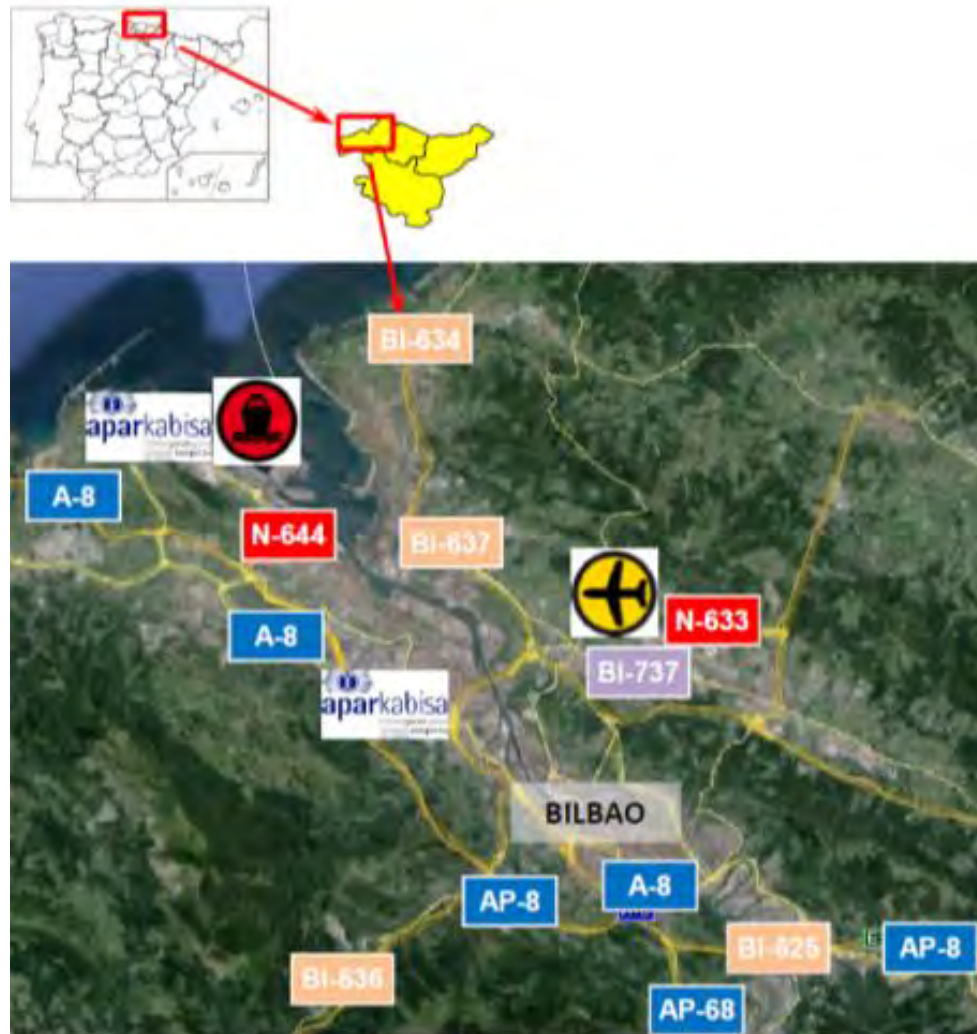 BI-634
aparkabisa
A-8
N-644
BI-637
N-633
A-8
BI-737
aparkabisa
BILBAO
A-8
AP-8
BI-625
AP-8
BI-636
AP-68